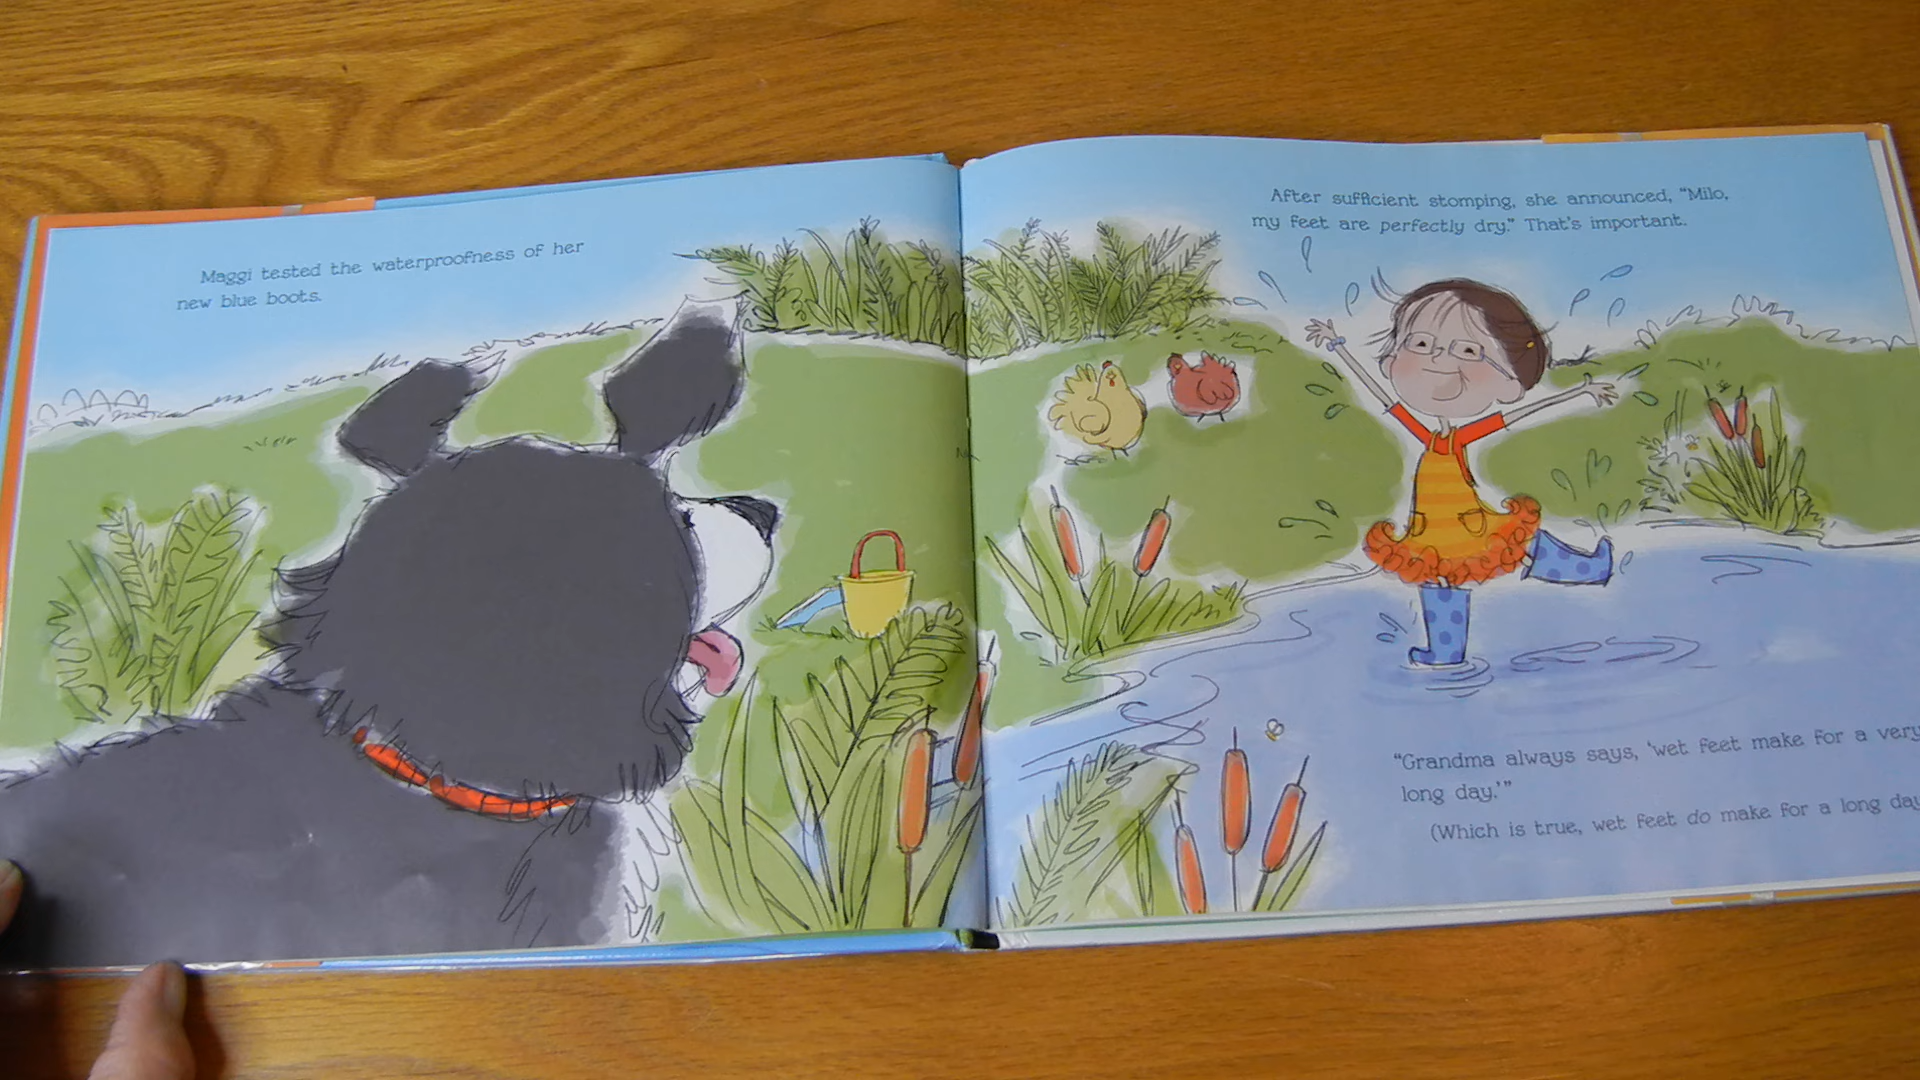 Maggi tested the waterproofness of her
new blue boots.
After sufficient stomping, she announced, “Milo,
my feet are perfectly dry.” That's important.
“Grandma always says, ‘wet feet make for a very
long day.’”
(Which is true, wet feet do make for a long day